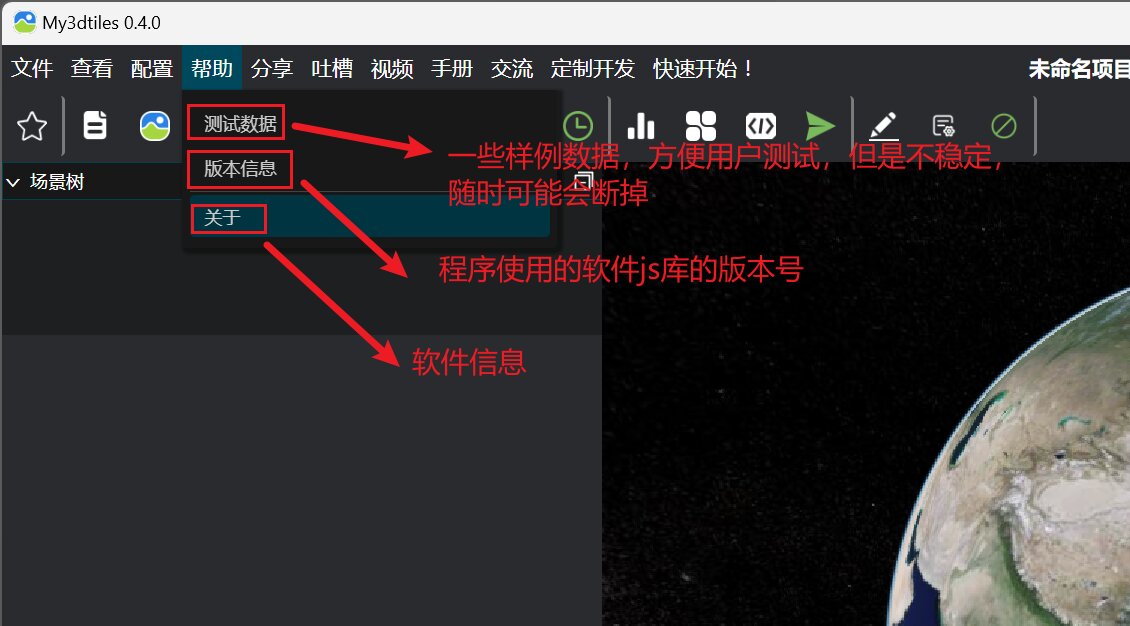 My3dtiles 0.4.0
文件 查看 配置 帮助 分享 吐槽 视频 手册 交流 定制开发 快速开始！ 未命名项目
测试数据
一些样例数据，方便用户测试，但是不稳定，
随时可能会断掉
版本信息
场景树
关于
程序使用的软件js库的版本号
软件信息